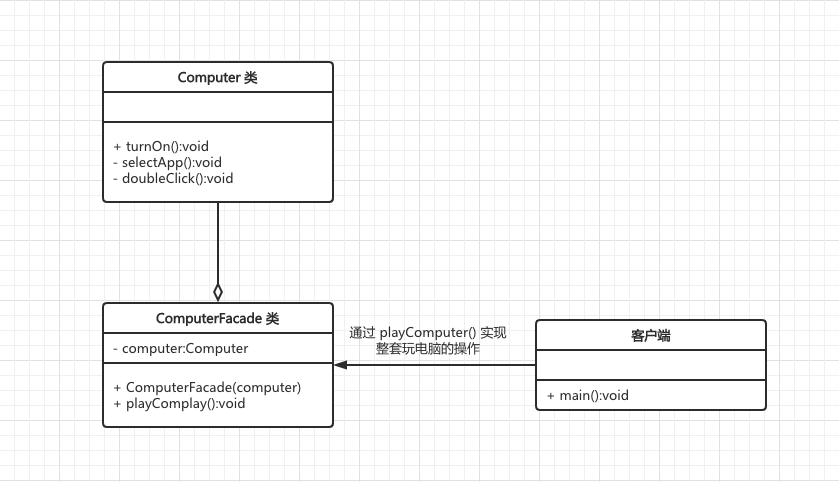 Computer 类
+ turnOn():void
- selectApp():void
- doubleClick():void
ComputerFacade 类
- computer:Computer
+ ComputerFacade(computer)
+ playComplay():void
通过 playComputer() 实现
整套玩电脑的操作
客户端
+ main():void